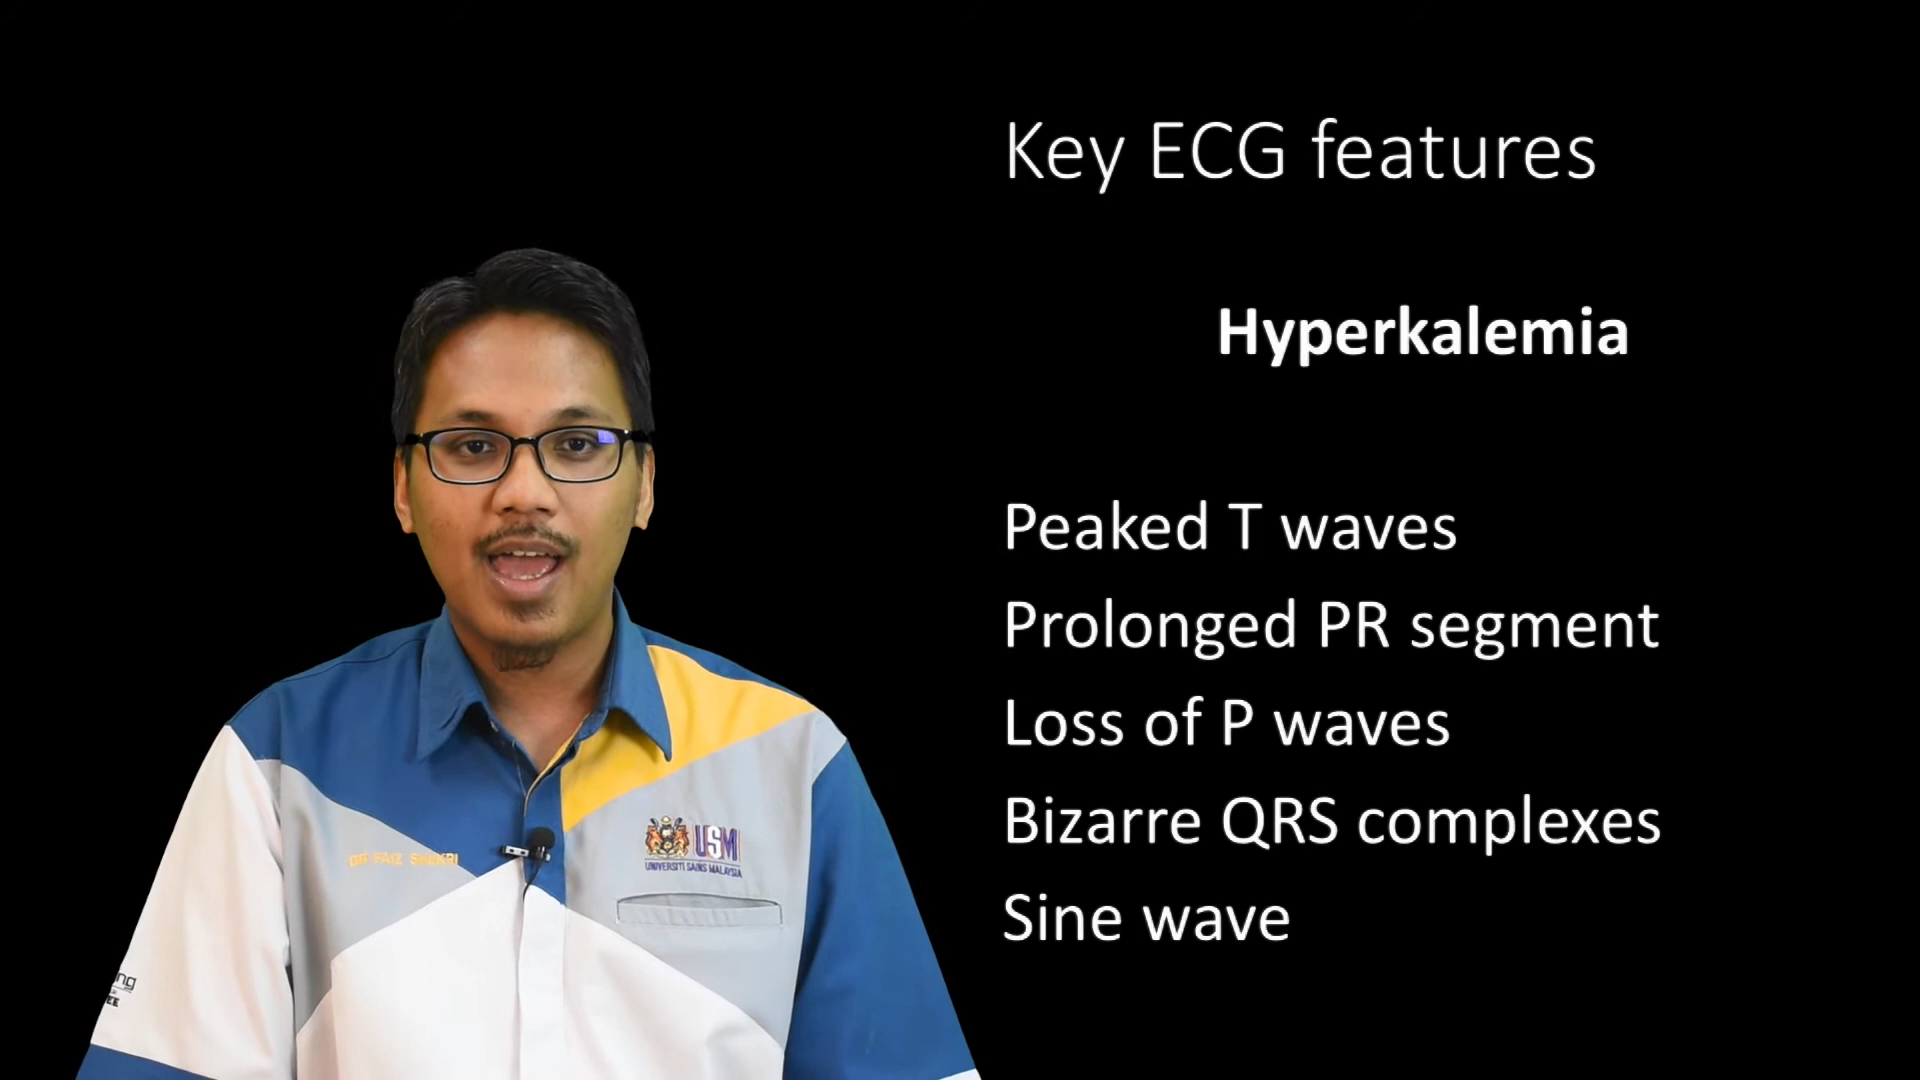 Key ECG features
Hyperkalemia
Peaked T waves
Prolonged PR segment
Loss of P waves
Bizarre QRS complexes
Sine wave
USM
UNIVERSITI SAINS MALAYSIA